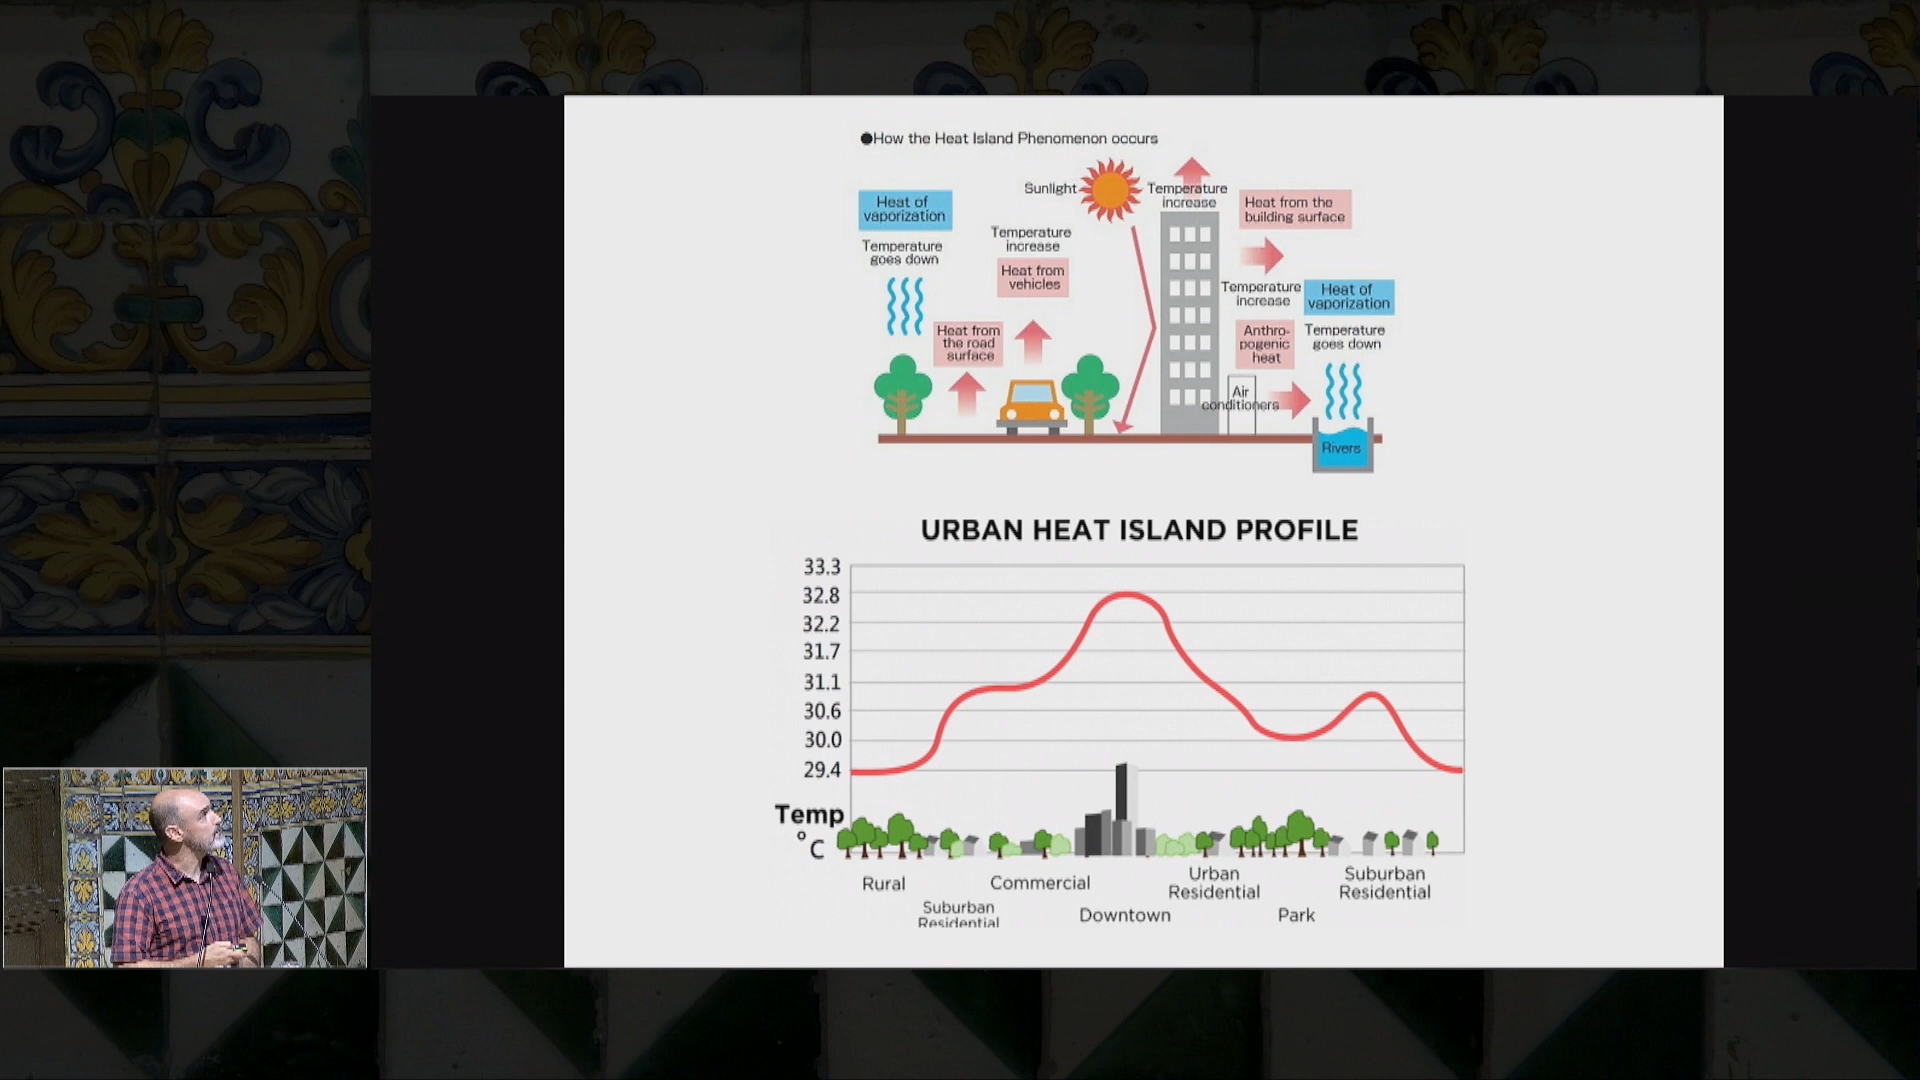 ●How the Heat Island Phenomenon occurs
Sunlight
Temperature
increase
Heat of
vaporization
Heat from the
building surface
Temperature
goes down
Temperature
increase
Heat from
vehicles
Temperature
increase
Heat of
vaporization
Heat from
the road
surface
Anthro-
pogenic
heat
Temperature
goes down
Air
conditioners
Rivers
URBAN HEAT ISLAND PROFILE
33.3
32.8
32.2
31.7
31.1
30.6
30.0
29.4
Temp
°C
Rural
Suburban
Residential
Commercial
Downtown
Urban
Residential
Park
Suburban
Residential